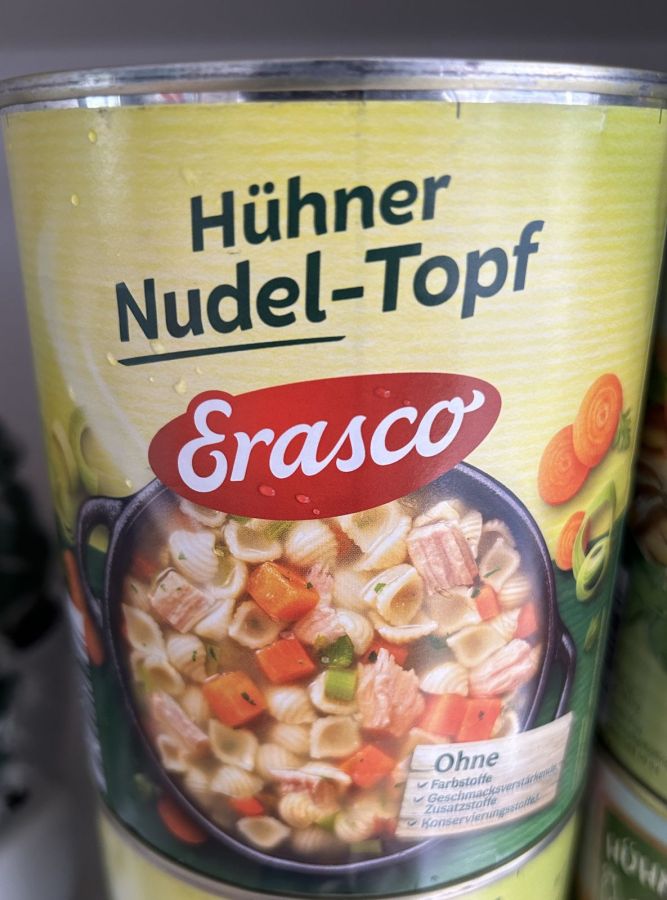 Hühner
Nudel-Topf
Erasco
Ohne
Farbstoffe
Geschmacksverstärkende
Zusatzstoffe
Konservierungsstoffe